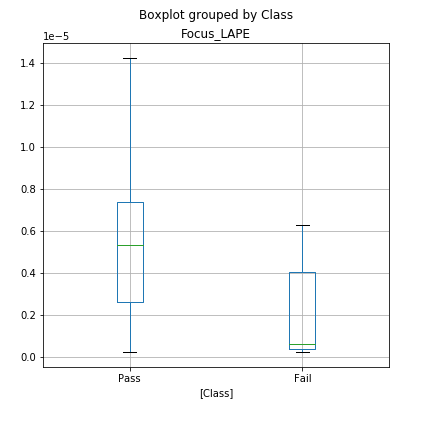 Boxplot grouped by Class
Focus_LAPE
1e−5
1.4
1.2
1.0
0.8
0.6
0.4
0.2
0.0
Pass
Fail
[Class]